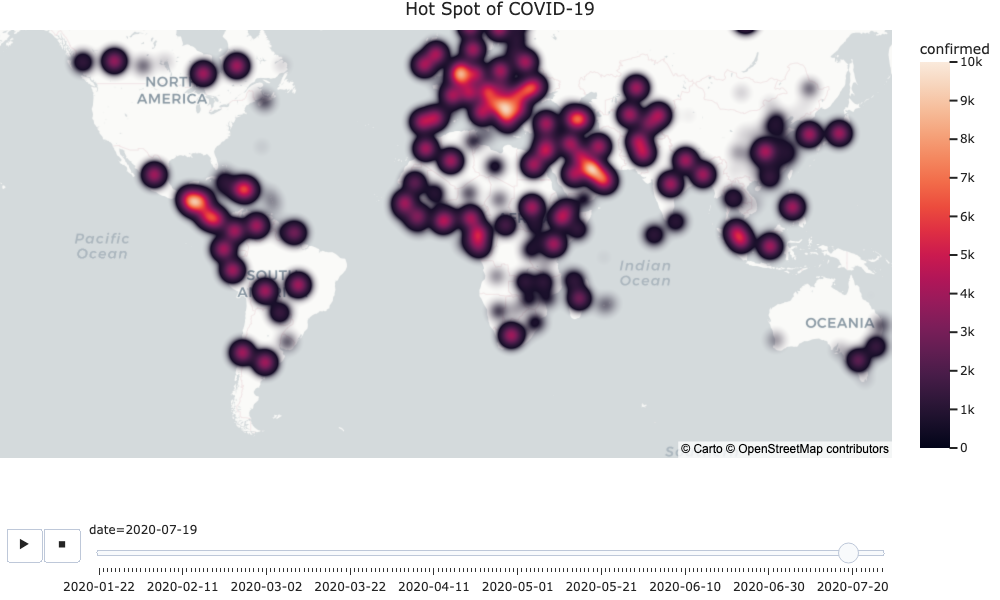 Hot Spot of COVID-19
confirmed
10k
9k
8k
7k
6k
5k
4k
3k
2k
1k
0
NORTH
AMERICA
Pacific
Ocean
SOUTH
Indian
Ocean
OCEANIA
© Carto © OpenStreetMap contributors
date=2020-07-19
2020-01-22 2020-02-11 2020-03-02 2020-03-22 2020-04-11 2020-05-01 2020-05-21 2020-06-10 2020-06-30 2020-07-20